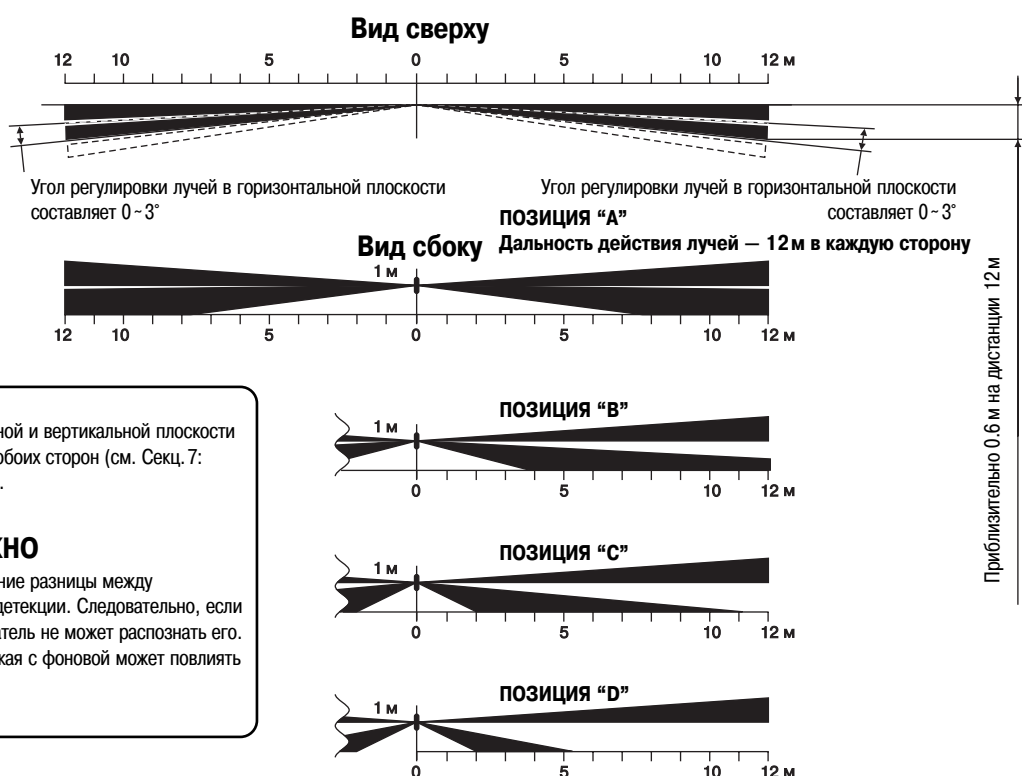 Вид сверху
12 10 5 0 5 10 12 м
Угол регулировки лучей в горизонтальной плоскости
составляет 0~3°
Угол регулировки лучей в горизонтальной плоскости
составляет 0~3°
ПОЗИЦИЯ “A”
Дальность действия лучей — 12 м в каждую сторону
Вид сбоку
1 м
12 10 5 0 5 10 12 м
Приблизительно 0.6 м на дистанции 12 м
ной и вертикальной плоскости
обоих сторон (см. Секц. 7:
.
ние разницы между
детекции. Следовательно, если
атель не может распознать его.
кая с фоновой может повлиять
ПОЗИЦИЯ “B”
1 м
0 5 10 12 м
ПОЗИЦИЯ “C”
1 м
0 5 10 12 м
ПОЗИЦИЯ “D”
1 м
0 5 10 12 м